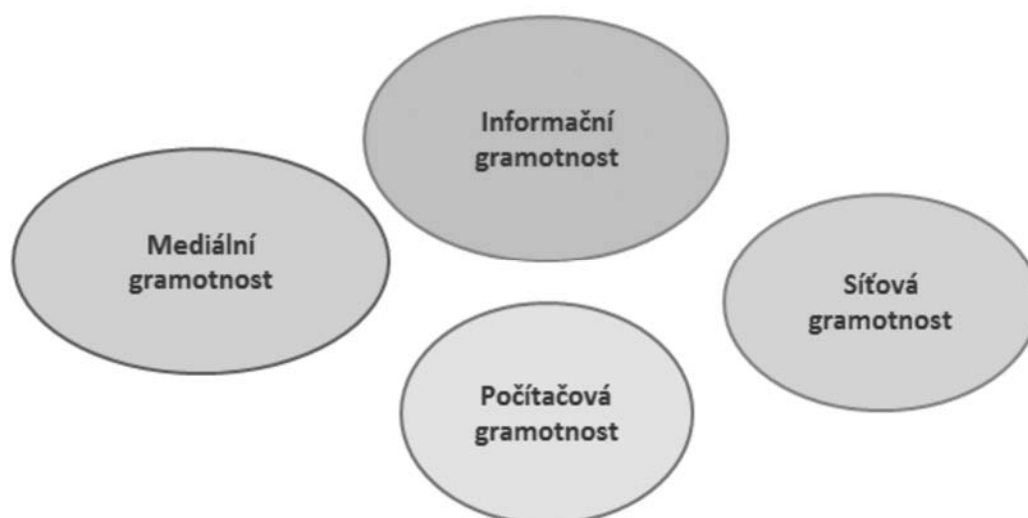 Informační
gramotnost
Mediální
gramotnost
Síťová
gramotnost
Počítačová
gramotnost